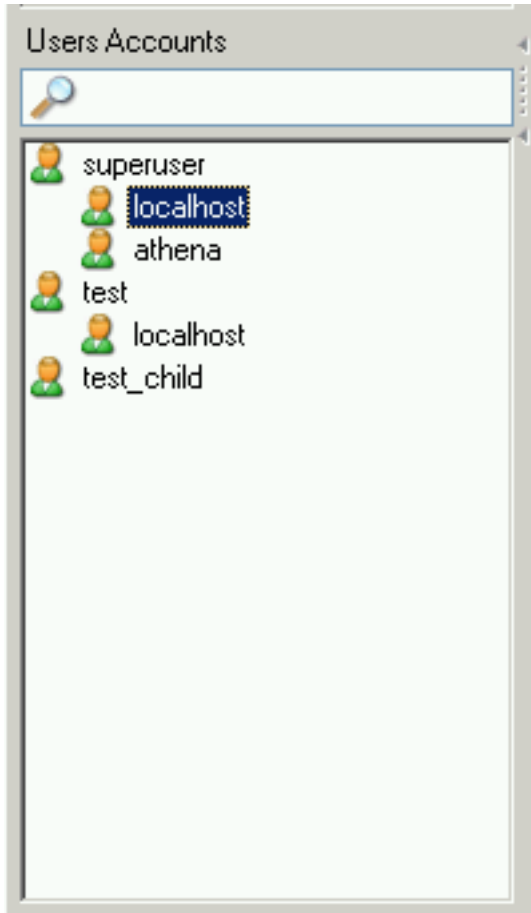 Users Accounts
superuser
localhost
athena
test
localhost
test_child